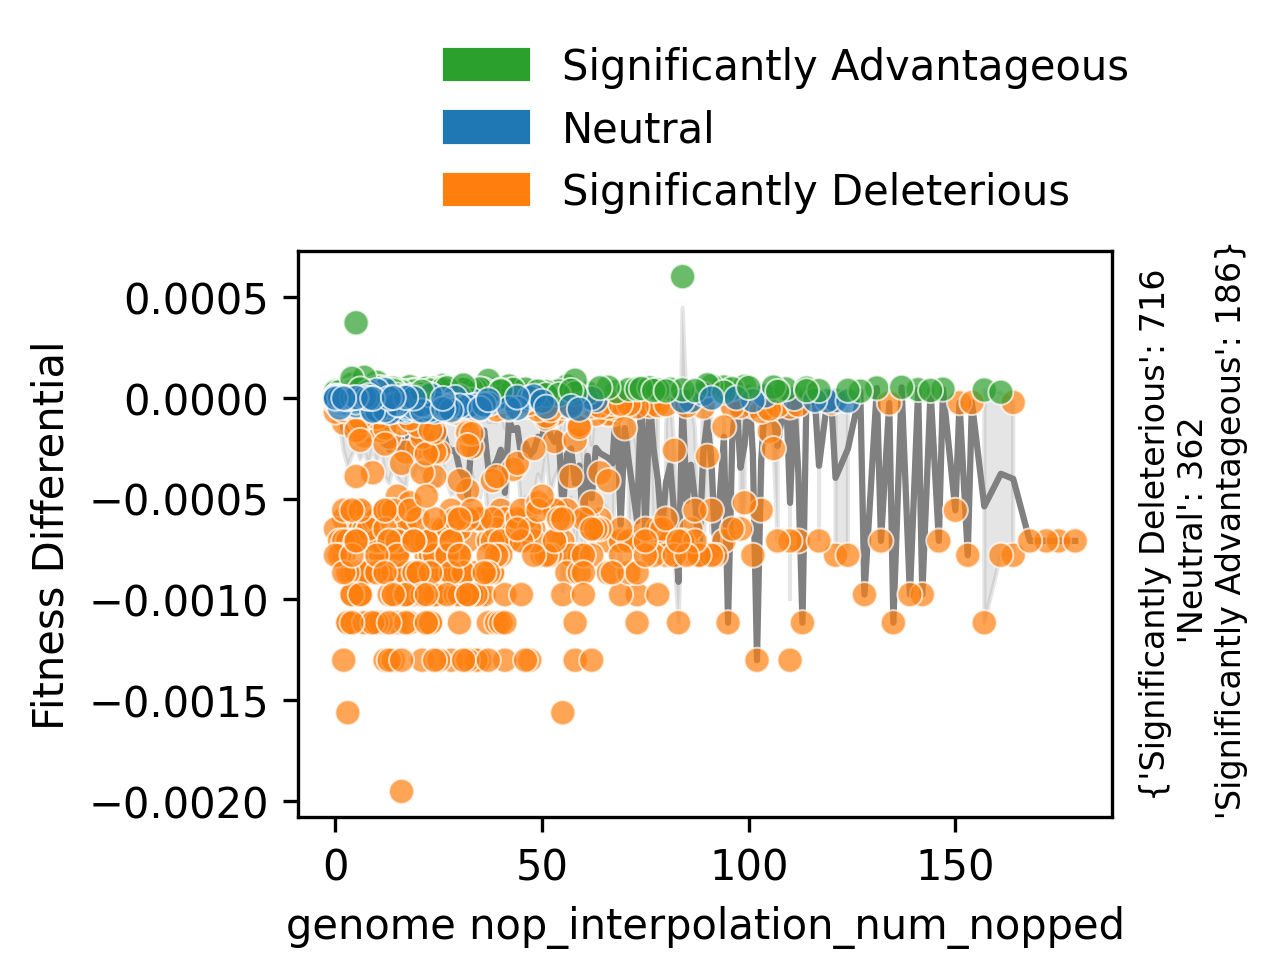 Significantly Advantageous
Neutral
Significantly Deleterious
0.0005
0.0000
−0.0005
−0.0010
−0.0015
−0.0020
Fitness Differential
0
50
100
150
genome nop_interpolation_num_nopped
{'Significantly Deleterious': 716
'Neutral': 362
'Significantly Advantageous': 186}